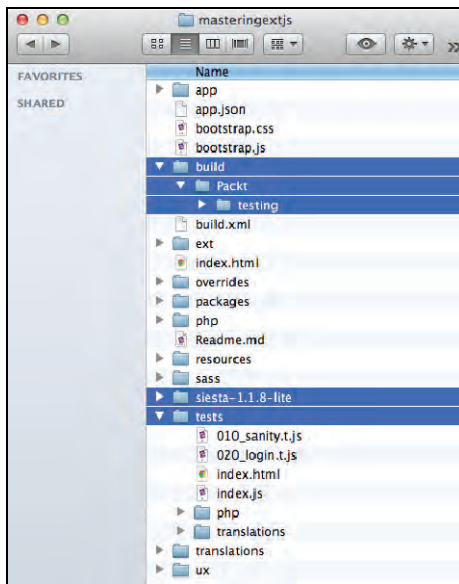 masteringextjs
FAVORITES
SHARED
Name
app
app.json
bootstrap.css
bootstrap.js
build
Packt
testing
build.xml
ext
index.html
overrides
packages
php
Readme.md
resources
sass
siesta-1.1.8-lite
tests
010_sanity.t.js
020_login.t.js
index.html
index.js
php
translations
translations
ux